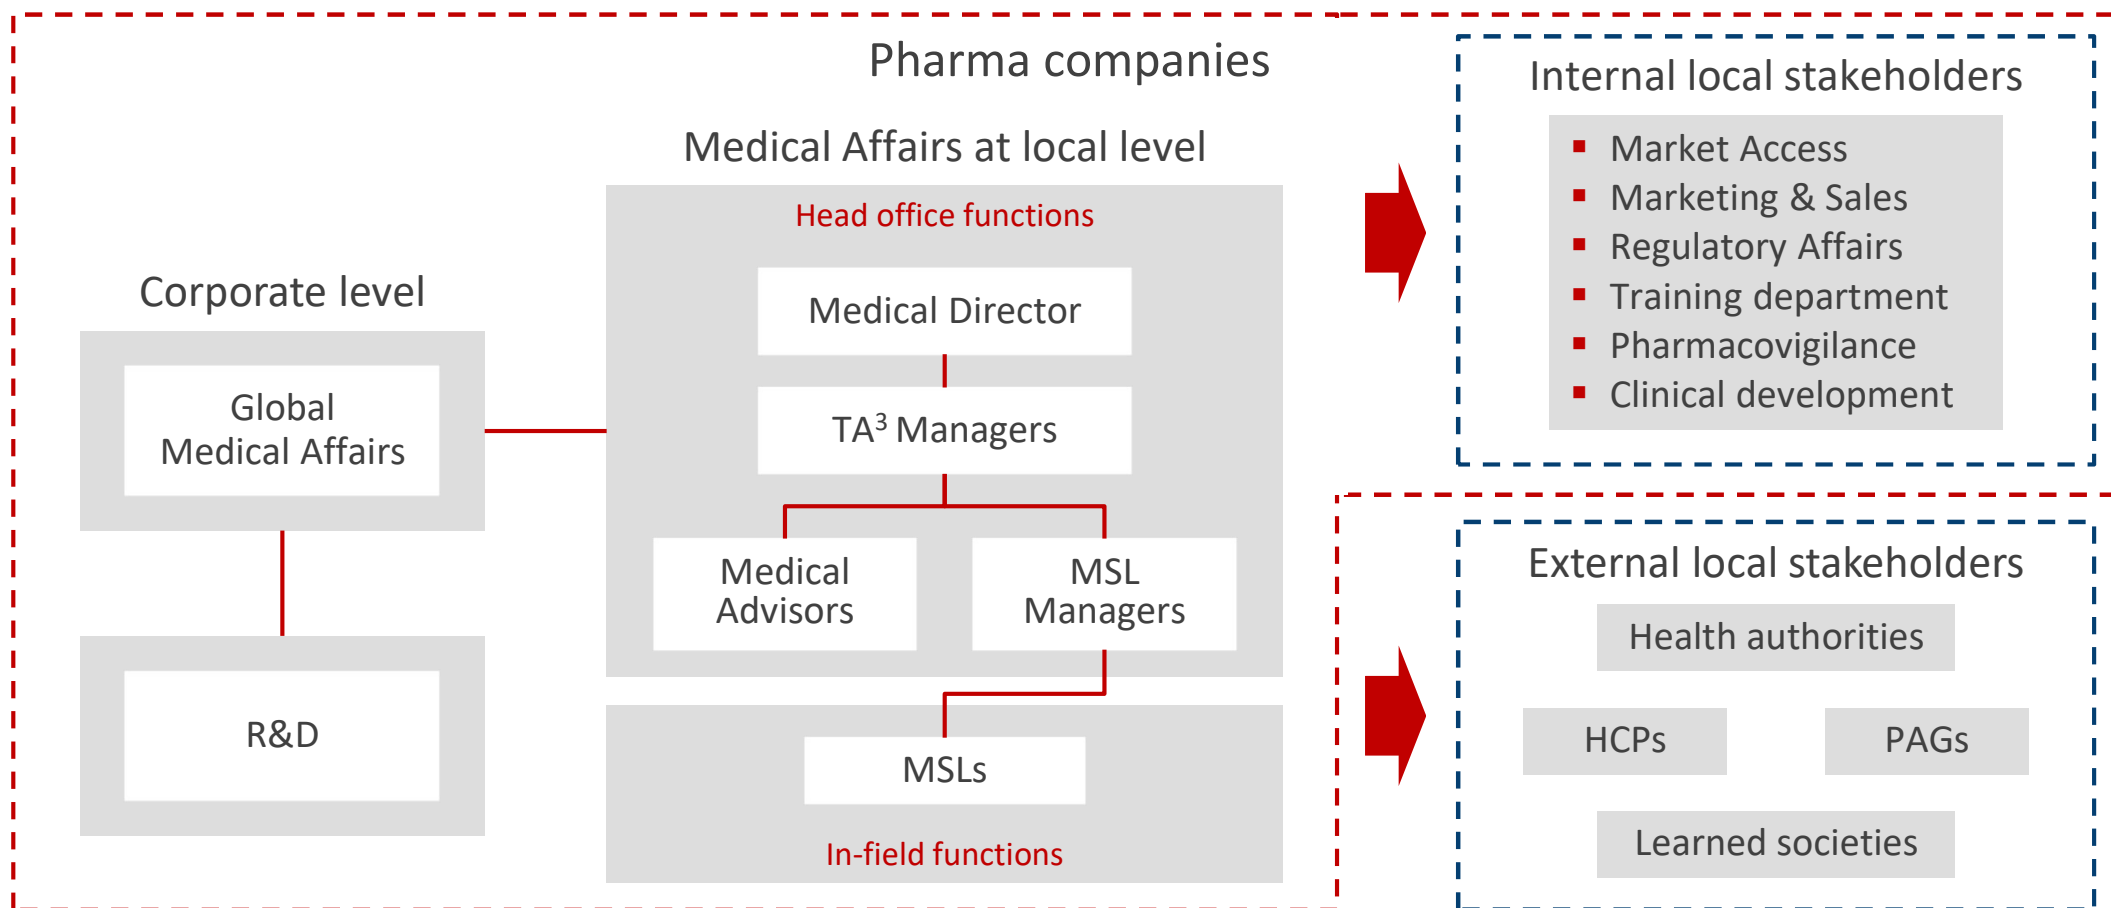 Pharma companies
Medical Affairs at local level
Head office functions
Corporate level
Medical Director
Global
Medical Affairs
TA³ Managers
Medical
Advisors
MSL
Managers
R&D
MSLs
In-field functions
Internal local stakeholders
▪ Market Access
▪ Marketing & Sales
▪ Regulatory Affairs
▪ Training department
▪ Pharmacovigilance
▪ Clinical development
External local stakeholders
Health authorities
HCPs
PAGs
Learned societies